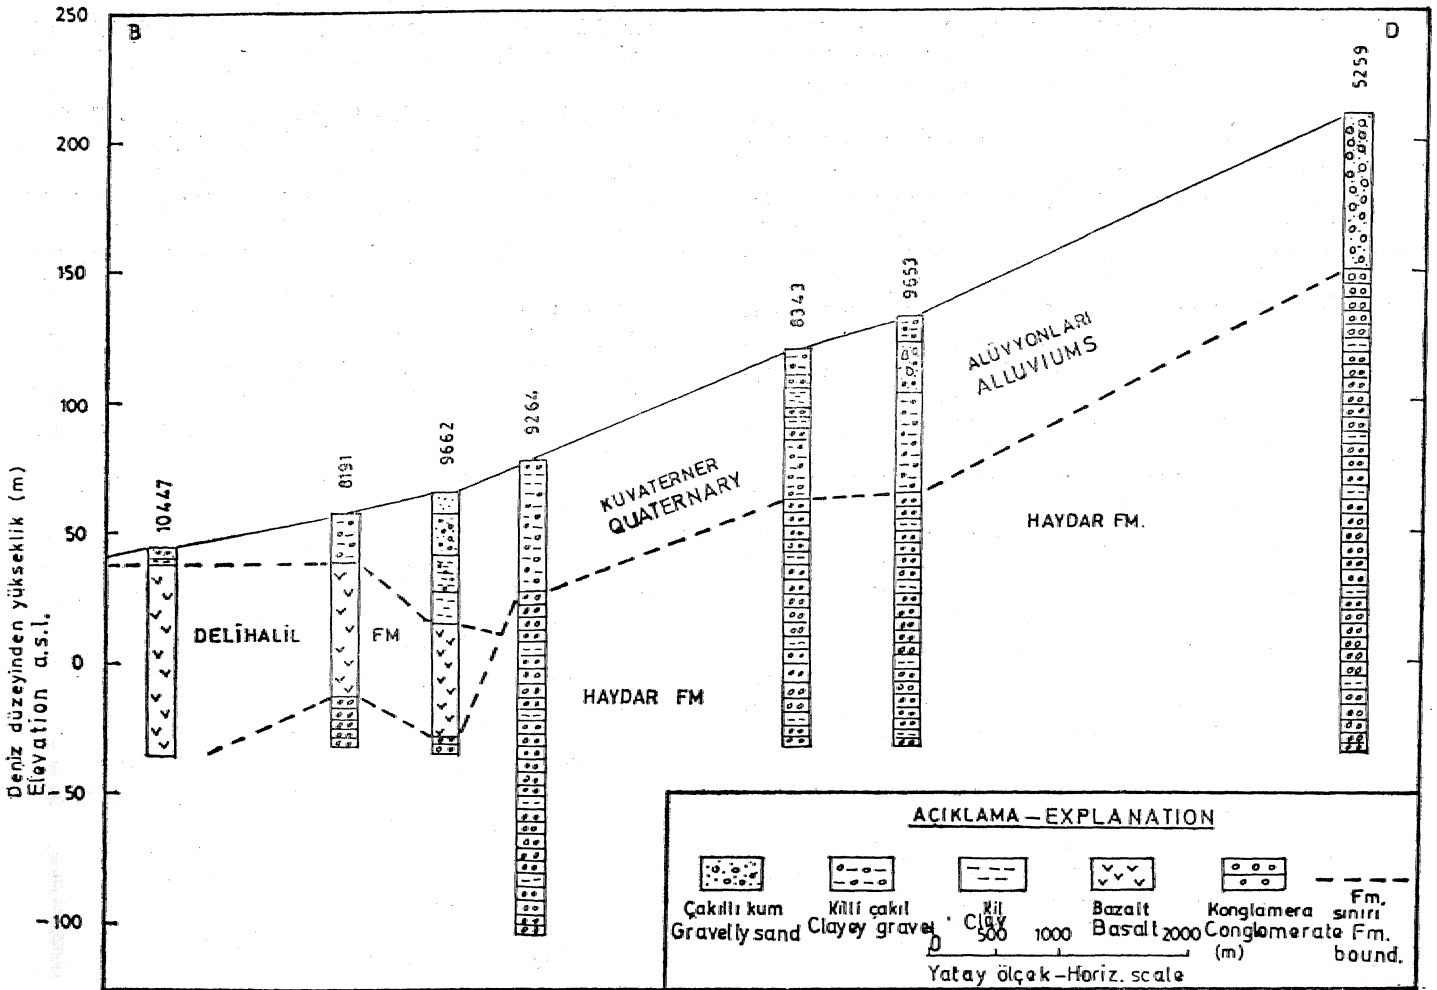 B
D
250
200
150
100
50
0
-50
-100
Deniz düzeyinden yükseklik (m)
Elevation a.s.l.
10447
8191
9662
9264
8343
9653
5259
KUVATERNER
QUATERNARY
ALÜVYONLARI
ALLUVIUMS
DELİHALİL FM
HAYDAR FM
HAYDAR FM.
AÇIKLAMA – EXPLANATION
Çakıllı kum
Gravelly sand
Killi çakıl
Clayey gravel
Kil
Clay
Bazalt
Basalt
Konglamera
Conglomerate
Fm.
sınırı
Fm.
bound.
0 500 1000 2000
(m)
Yatay ölçek – Horiz. scale